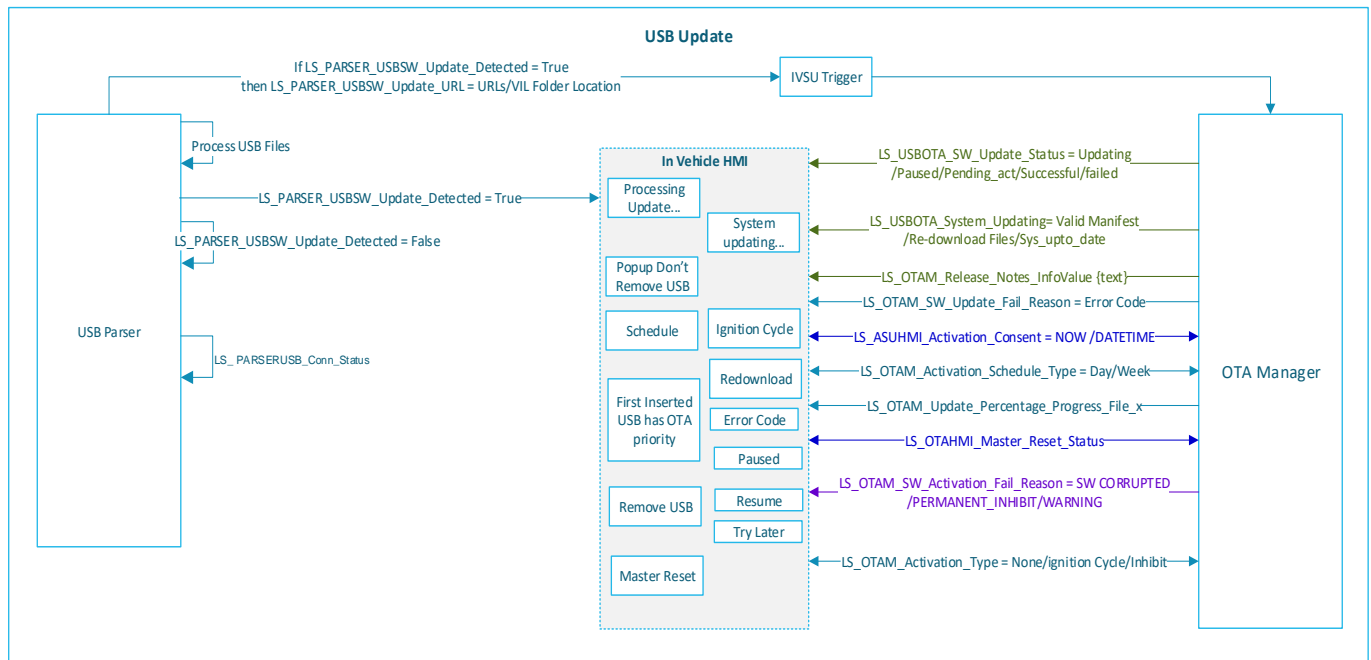 USB Update
If LS_PARSER_USBSW_Update_Detected = True
then LS_PARSER_USBSW_Update_URL = URLs/VIL Folder Location
IVSU Trigger
Process USB Files
LS_PARSER_USBSW_Update_Detected = True
LS_PARSER_USBSW_Update_Detected = False
USB Parser
LS_ PARSERUSB_Conn_Status
In Vehicle HMI
Processing
Update...
System
updating...
Popup Don't
Remove USB
Schedule
Ignition Cycle
Redownload
First Inserted
USB has OTA
priority
Error Code
Paused
Remove USB
Resume
Try Later
Master Reset
LS_USBOTA_SW_Update_Status = Updating
/Paused/Pending_act/Successful/failed
LS_USBOTA_System_Updating= Valid Manifest
/Re-download Files/Sys_upto_date
LS_OTAM_Release_Notes_InfoValue {text}
LS_OTAM_SW_Update_Fail_Reason = Error Code
LS_ASUHMI_Activation_Consent = NOW /DATETIME
LS_OTAM_Activation_Schedule_Type = Day/Week
LS_OTAM_Update_Percentage_Progress_File_x
LS_OTAHMI_Master_Reset_Status
LS_OTAM_SW_Activation_Fail_Reason = SW CORRUPTED
/PERMANENT_INHIBIT/WARNING
LS_OTAM_Activation_Type = None/ignition Cycle/Inhibit
OTA Manager